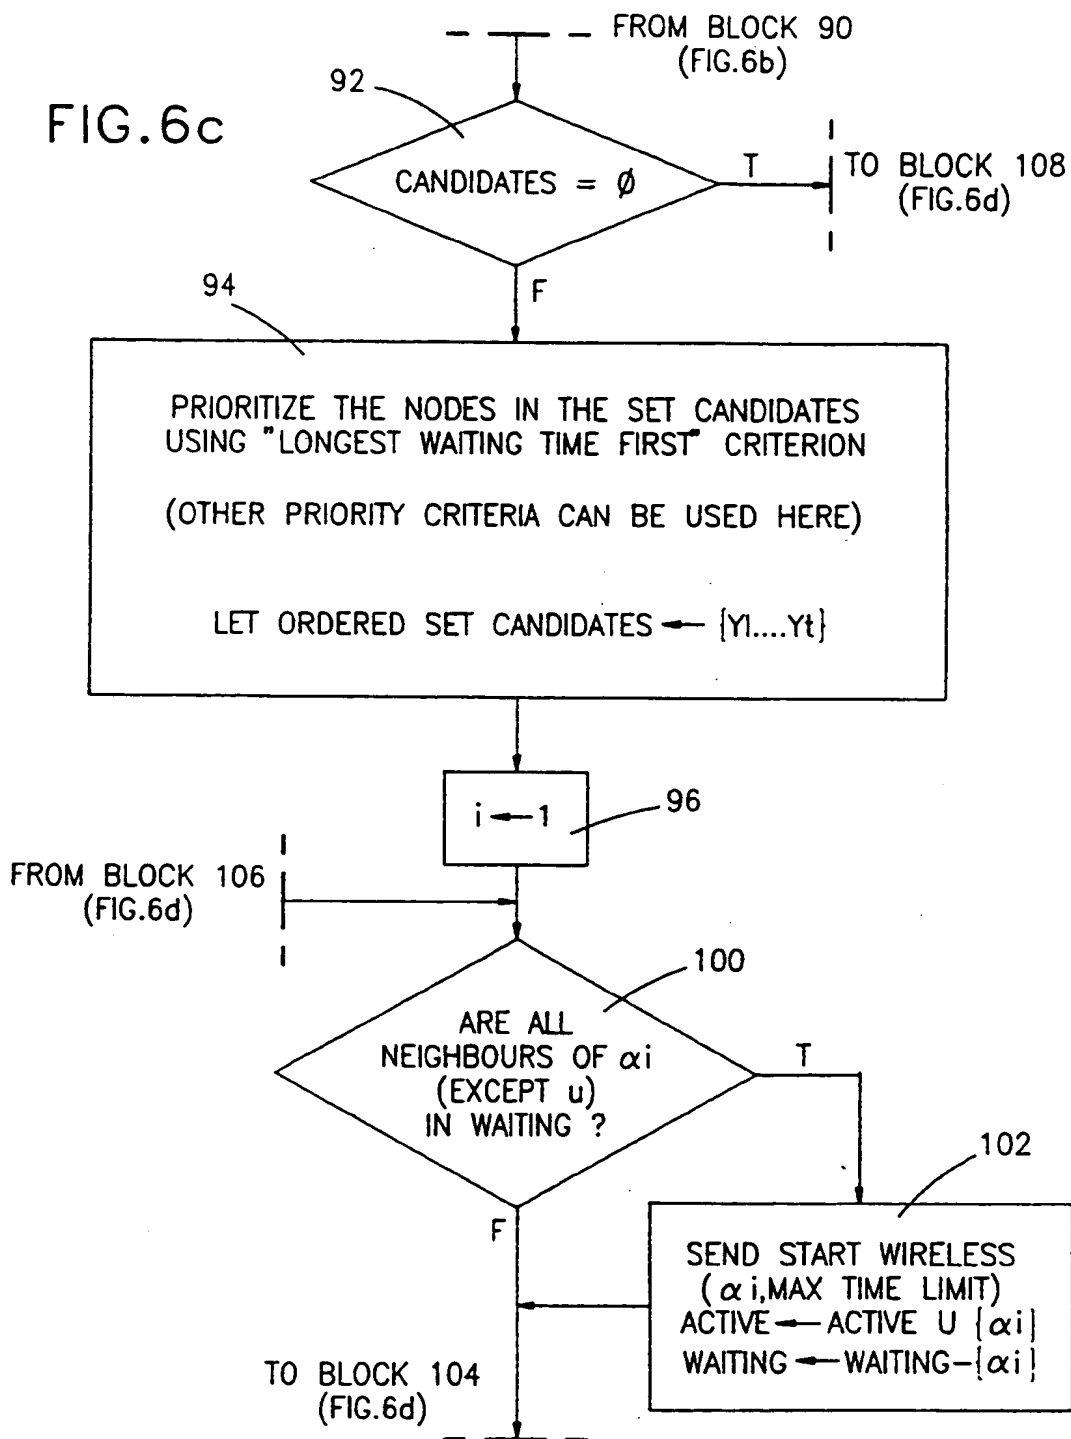 FROM BLOCK 90
(FIG.6b)
92
FIG.6c
CANDIDATES = ϕ
T
TO BLOCK 108
(FIG.6d)
F
94
PRIORITIZE THE NODES IN THE SET CANDIDATES
USING "LONGEST WAITING TIME FIRST" CRITERION
(OTHER PRIORITY CRITERIA CAN BE USED HERE)
LET ORDERED SET CANDIDATES ← {Yl....Yt}
i ← 1
96
FROM BLOCK 106
(FIG.6d)
100
ARE ALL
NEIGHBOURS OF αi
(EXCEPT u)
IN WAITING ?
T
102
F
SEND START WIRELESS
(αi,MAX TIME LIMIT)
ACTIVE ← ACTIVE U {αi}
WAITING ← WAITING-{αi}
TO BLOCK 104
(FIG.6d)